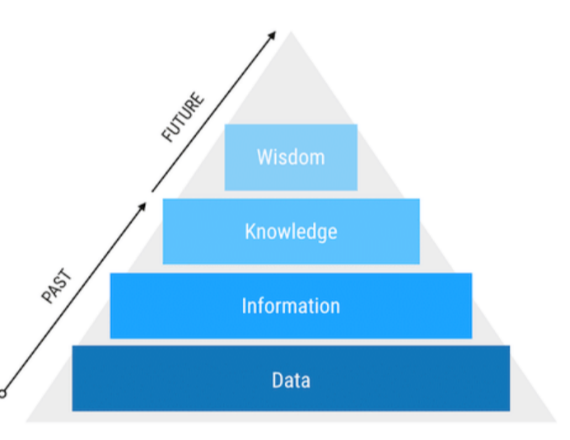 FUTURE
Wisdom
Knowledge
PAST
Information
Data